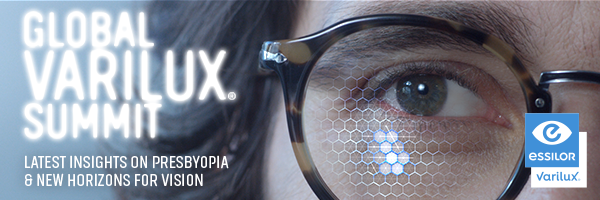 GLOBAL
VARILUX®
SUMMIT
LATEST INSIGHTS ON PRESBYOPIA
& NEW HORIZONS FOR VISION
essilor
Varilux®